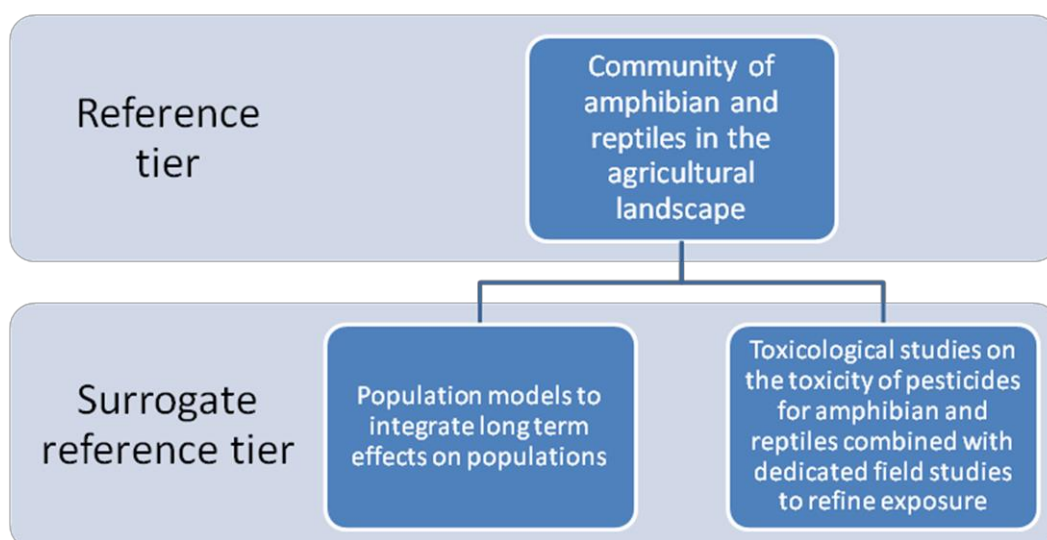 Reference
tier
Community of
amphibian and
reptiles in the
agricultural
landscape
Surrogate
reference tier
Population models to
integrate long term
effects on populations
Toxicological studies on
the toxicity of pesticides
for amphibian and
reptiles combined with
dedicated field studies
to refine exposure